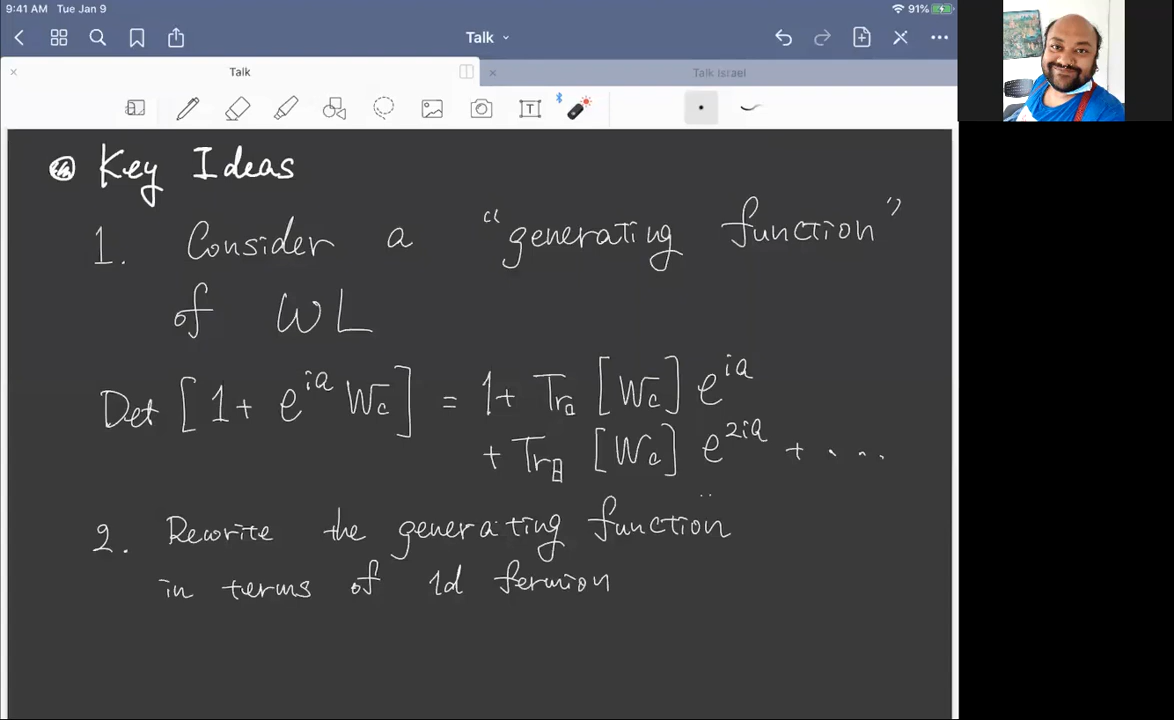 9:41 AM Tue Jan 9
91%
Talk
Talk
Talk Israel
T
Key Ideas
1. Consider a "generating function"
of WL
Det [1 + e^{ia} W_c] = 1 + Tr_□ [W_c] e^{ia}
+ Tr_⊟ [W_c] e^{2ia} + ....
2. Rewrite the generating function
in terms of 1d fermion